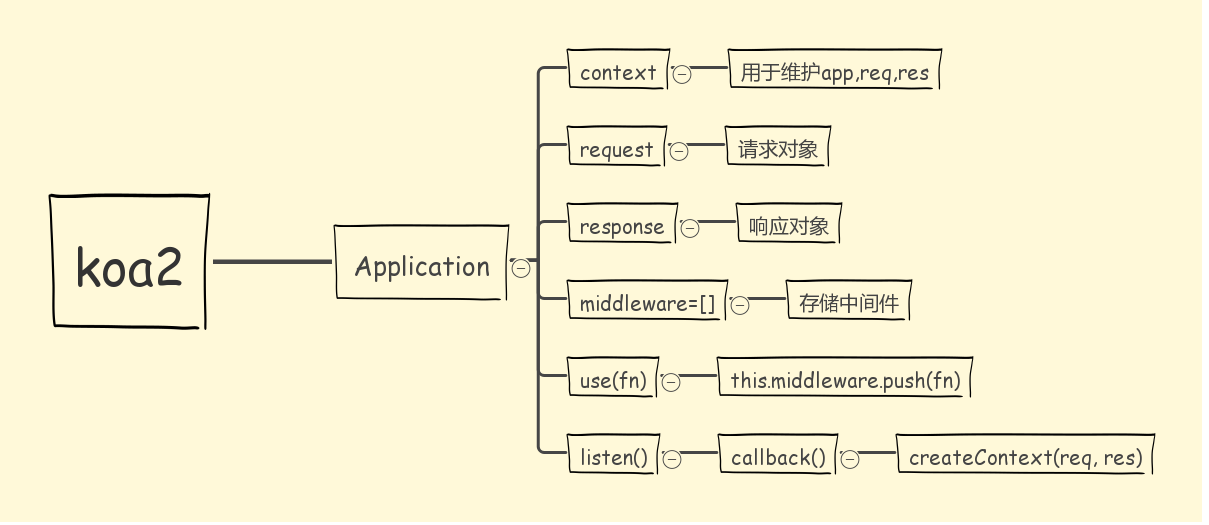 koa2
Application
context
用于维护app,req,res
request
请求对象
response
响应对象
middleware=[]
存储中间件
use(fn)
this.middleware.push(fn)
listen()
callback()
createContext(req, res)